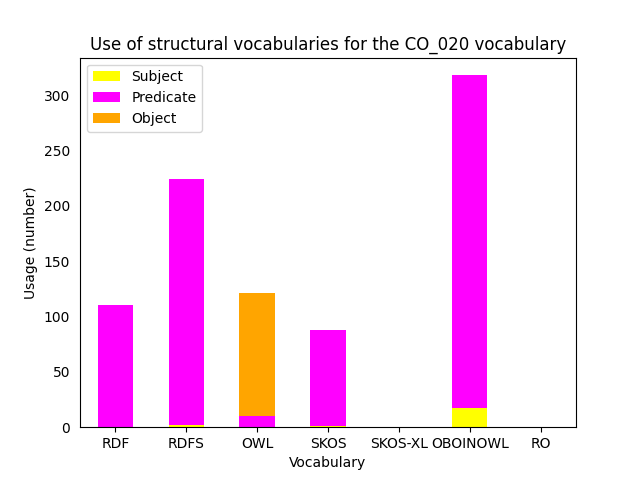 Use of structural vocabularies for the CO_020 vocabulary
Subject
Predicate
Object
300
250
200
150
100
50
0
Usage (number)
RDF RDFS OWL SKOS SKOS-XL OBOINOWL RO
Vocabulary